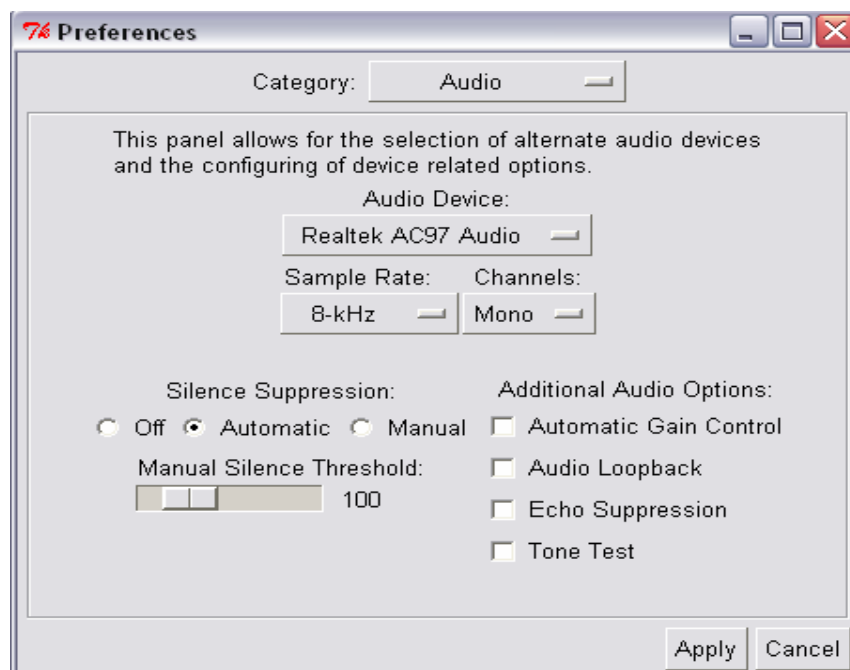 Preferences
Category: Audio
This panel allows for the selection of alternate audio devices
and the configuring of device related options.
Audio Device:
Realtek AC97 Audio
Sample Rate: Channels:
8-kHz Mono
Silence Suppression:
Off Automatic Manual
Manual Silence Threshold:
100
Additional Audio Options:
Automatic Gain Control
Audio Loopback
Echo Suppression
Tone Test
Apply Cancel